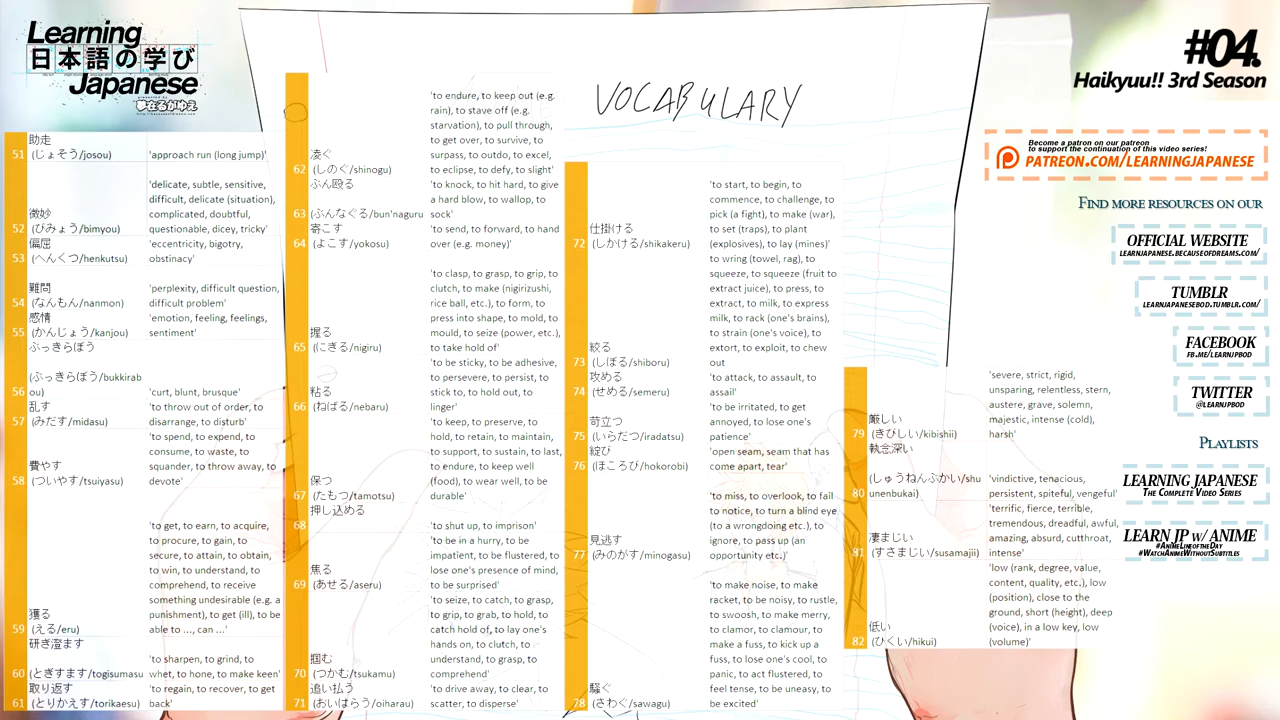 Learning
日本語の学び
Japanese
presented by
夢在るがゆえ
#04.
Haikyuu!! 3rd Season
VOCABULARY
助走
51 (じょそう/josou) 'approach run (long jump)'
'delicate, subtle, sensitive,
difficult, delicate (situation),
complicated, doubtful,
微妙 questionable, dicey, tricky'
52 (びみょう/bimyou)
偏屈 'eccentricity, bigotry,
53 (へんくつ/henkutsu) obstinacy'
難問 'perplexity, difficult question,
54 (なんもん/nanmon) difficult problem'
感情 'emotion, feeling, feelings,
55 (かんじょう/kanjou) sentiment'
ぶっきらぼう
(ぶっきらぼう/bukkirab
56 ou) 'curt, blunt, brusque'
乱す 'to throw out of order, to
57 (みだす/midasu) disarrange, to disturb'
'to spend, to expend, to
consume, to waste, to
費やす squander, to throw away, to
58 (ついやす/tsuiyasu) devote'
'to get, to earn, to acquire,
to procure, to gain, to
secure, to attain, to obtain,
to win, to understand, to
comprehend, to receive
something undesirable (e.g. a
獲る punishment), to get (ill), to be
59 (える/eru) able to ..., can ...'
研ぎ澄ます
'to sharpen, to grind, to
60 (とぎすます/togisumasu whet, to hone, to make keen'
取り返す 'to regain, to recover, to get
61 (とりかえす/torikaesu) back'
'to endure, to keep out (e.g.
rain), to stave off (e.g.
starvation), to pull through,
to get over, to survive, to
凌ぐ surpass, to outdo, to excel,
62 (しのぐ/shinogu) to eclipse, to defy, to slight'
ぶん殴る 'to knock, to hit hard, to give
a hard blow, to wallop, to
63 (ぶんなぐる/bun'naguru sock'
寄こす 'to send, to forward, to hand
64 (よこす/yokosu) over (e.g. money)'
'to clasp, to grasp, to grip, to
clutch, to make (nigirizushi,
rice ball, etc.), to form, to
press into shape, to mold, to
握る mould, to seize (power, etc.),
65 (にぎる/nigiru) to take hold of'
'to be sticky, to be adhesive,
to persevere, to persist, to
粘る stick to, to hold out, to
66 (ねばる/nebaru) linger'
'to keep, to preserve, to
hold, to retain, to maintain,
to support, to sustain, to last,
to endure, to keep well
保つ (food), to wear well, to be
67 (たもつ/tamotsu) durable'
押し込める
68 'to shut up, to imprison'
'to be in a hurry, to be
impatient, to be flustered, to
焦る lose one's presence of mind,
69 (あせる/aseru) to be surprised'
'to seize, to catch, to grasp,
to grip, to grab, to hold, to
catch hold of, to lay one's
hands on, to clutch, to
掴む understand, to grasp, to
70 (つかむ/tsukamu) comprehend'
追い払う 'to drive away, to clear, to
71 (おいはらう/oiharau) scatter, to disperse'
'to start, to begin, to
commence, to challenge, to
pick (a fight), to make (war),
仕掛ける to set (traps), to plant
72 (しかける/shikakeru) (explosives), to lay (mines)'
'to wring (towel, rag), to
squeeze, to squeeze (fruit to
extract juice), to press, to
extract, to milk, to express
milk, to rack (one's brains),
to strain (one's voice), to
絞る extort, to exploit, to chew
73 (しぼる/shiboru) out
攻める 'to attack, to assault, to
74 (せめる/semeru) assail'
'to be irritated, to get
苛立つ annoyed, to lose one's
75 (いらだつ/iradatsu) patience'
綻び 'open seam, seam that has
76 (ほころび/hokorobi) come apart, tear'
'to miss, to overlook, to fail
to notice, to turn a blind eye
(to a wrongdoing etc.), to
見逃す ignore, to pass up (an
77 (みのがす/minogasu) opportunity etc.)'
'to make noise, to make
racket, to be noisy, to rustle,
to swoosh, to make merry,
to clamor, to clamour, to
make a fuss, to kick up a
fuss, to lose one's cool, to
panic, to act flustered, to
騒ぐ feel tense, to be uneasy, to
78 (さわぐ/sawagu) be excited'
'severe, strict, rigid,
unsparing, relentless, stern,
austere, grave, solemn,
厳しい majestic, intense (cold),
79 (きびしい/kibishii) harsh'
執念深い
(しゅうねんぶかい/shu 'vindictive, tenacious,
80 unenbukai) persistent, spiteful, vengeful'
'terrific, fierce, terrible,
tremendous, dreadful, awful,
凄まじい amazing, absurd, cutthroat,
81 (すさまじい/susamajii) intense'
'low (rank, degree, value,
content, quality, etc.), low
(position), close to the
ground, short (height), deep
低い (voice), in a low key, low
82 (ひくい/hikui) (volume)'
Become a patron on our patreon
to support the continuation of this video series!
PATREON.COM/LEARNINGJAPANESE
FIND MORE RESOURCES ON OUR
OFFICIAL WEBSITE
LEARNJAPANESE.BECAUSEOFDREAMS.COM/
TUMBLR
LEARNJAPANESEBOD.TUMBLR.COM/
FACEBOOK
FB.ME/LEARNJPBOD
TWITTER
@LEARNJPBOD
PLAYLISTS
LEARNING JAPANESE
THE COMPLETE VIDEO SERIES
LEARN JP W/ ANIME
#ANIMELINEOFTHEDAY
#WATCHANIMEWITHOUTSUBTITLES